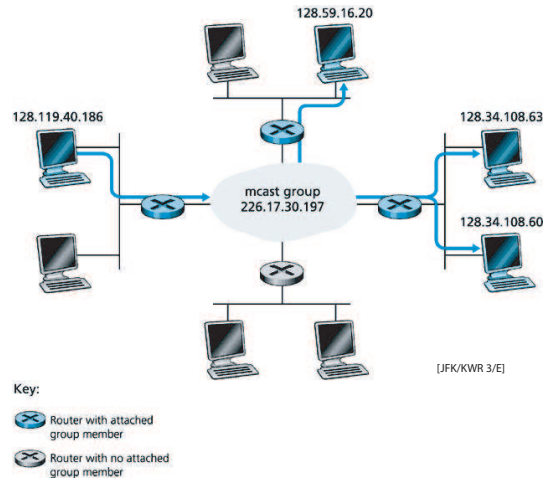 128.59.16.20
128.119.40.186
128.34.108.63
mcast group
226.17.30.197
128.34.108.60
[JFK/KWR 3/E]
Key:
Router with attached
group member
Router with no attached
group member